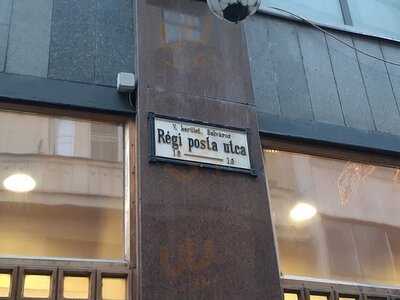 V. kerület, Belváros
Régi posta utca